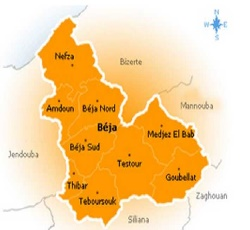 N
W E
S
Nefza
Bizerte
Mannouba
Amdoun
Béja Nord
Béja
Medjez El Bab
Béja Sud
Jendouba
Testour
Goubellat
Thibar
Teboursouk
Zaghouan
Siliana